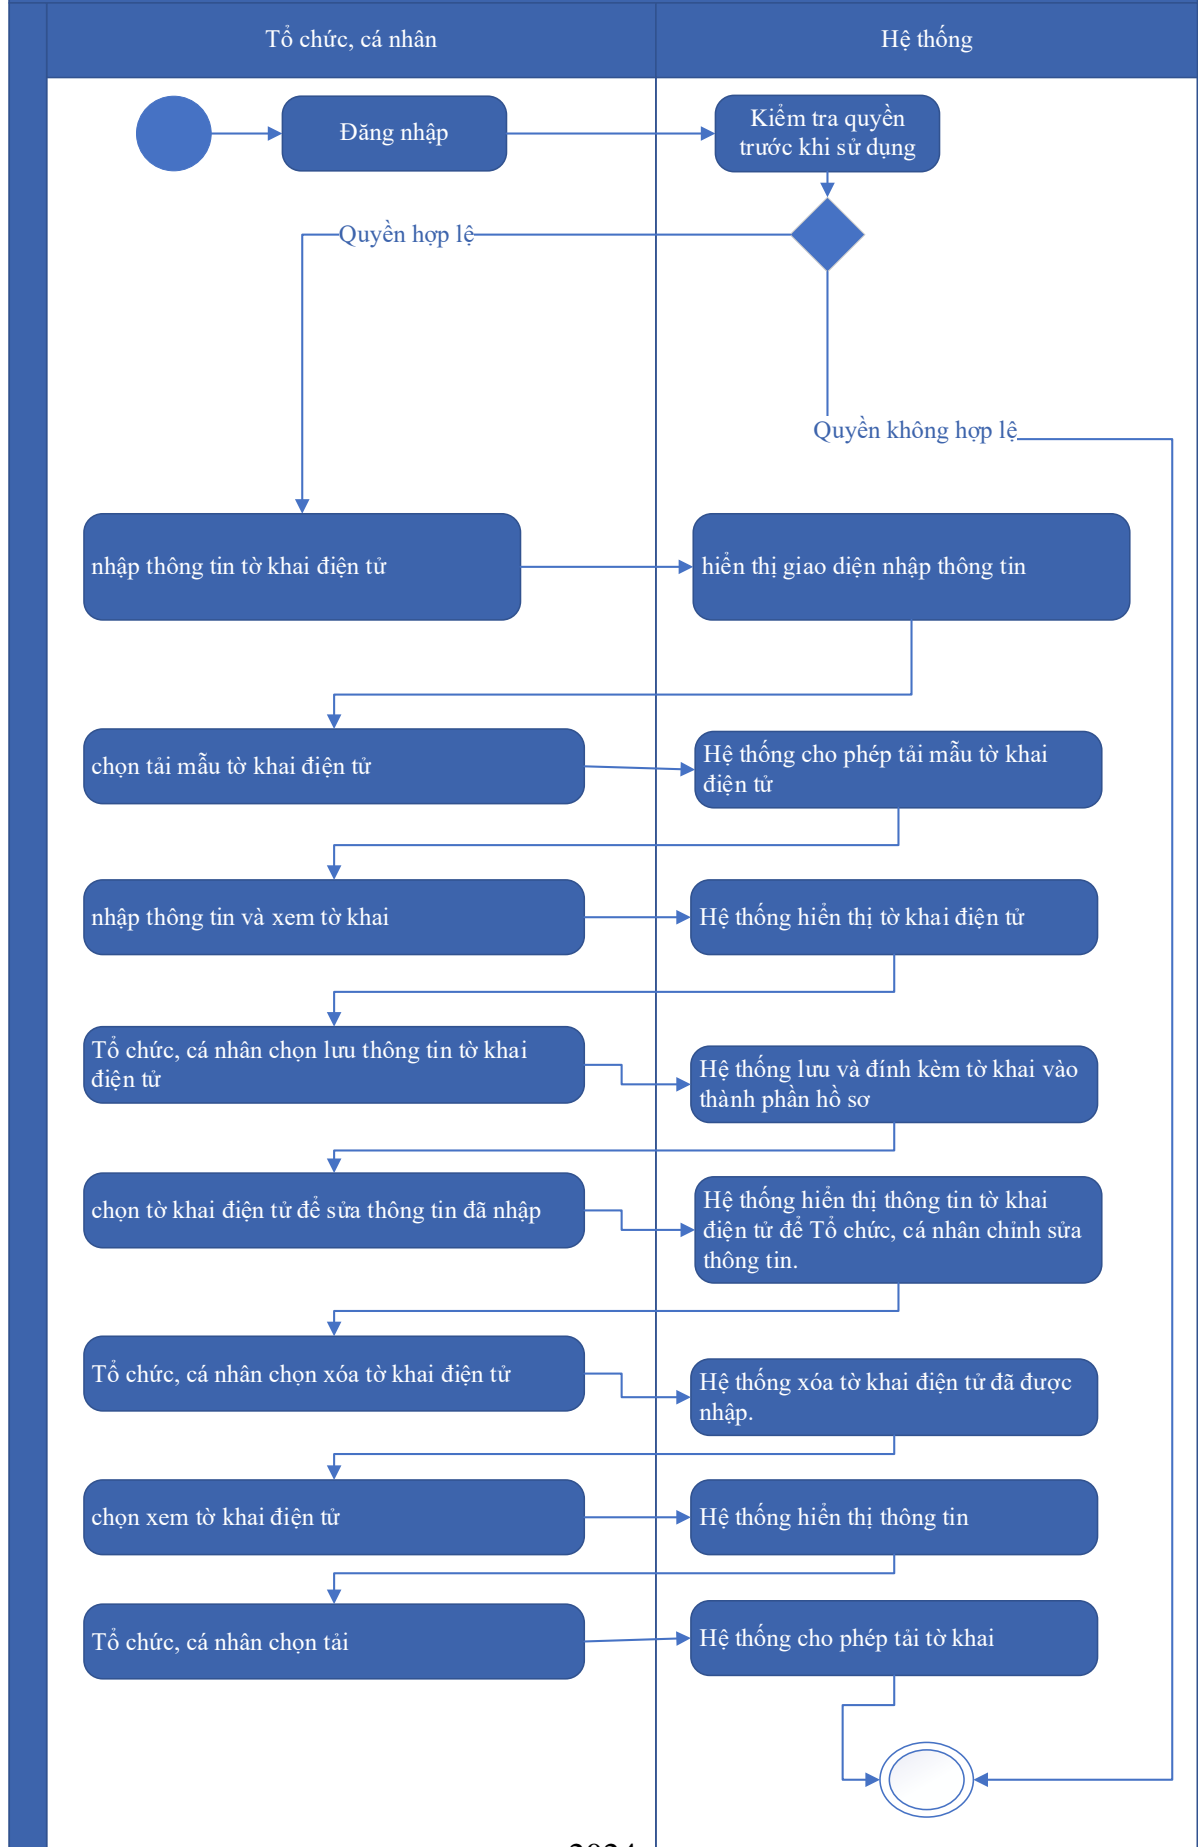 Tổ chức, cá nhân
Hệ thống
Đăng nhập
Kiểm tra quyền
trước khi sử dụng
Quyền hợp lệ
Quyền không hợp lệ
nhập thông tin tờ khai điện tử
hiển thị giao diện nhập thông tin
chọn tải mẫu tờ khai điện tử
Hệ thống cho phép tải mẫu tờ khai
điện tử
nhập thông tin và xem tờ khai
Hệ thống hiển thị tờ khai điện tử
Tổ chức, cá nhân chọn lưu thông tin tờ khai
điện tử
Hệ thống lưu và đính kèm tờ khai vào
thành phần hồ sơ
chọn tờ khai điện tử để sửa thông tin đã nhập
Hệ thống hiển thị thông tin tờ khai
điện tử để Tổ chức, cá nhân chỉnh sửa
thông tin.
Tổ chức, cá nhân chọn xóa tờ khai điện tử
Hệ thống xóa tờ khai điện tử đã được
nhập.
chọn xem tờ khai điện tử
Hệ thống hiển thị thông tin
Tổ chức, cá nhân chọn tải
Hệ thống cho phép tải tờ khai
2024